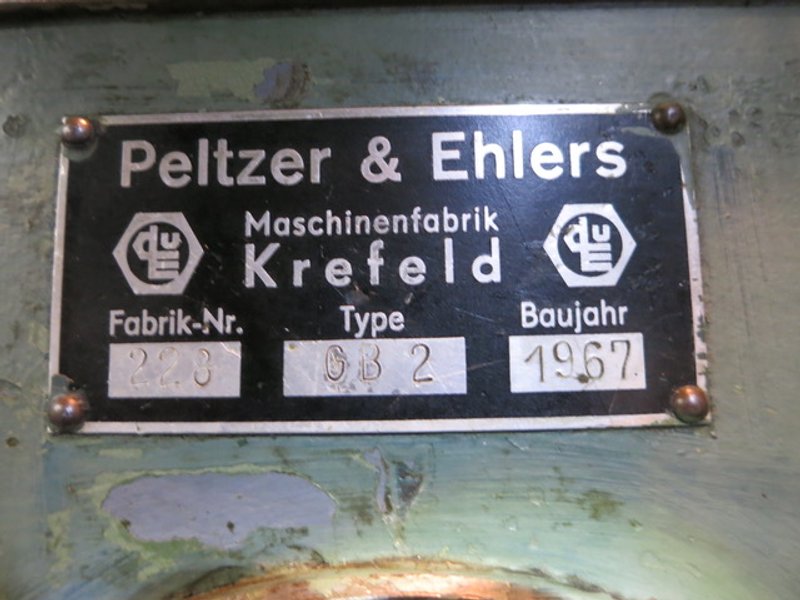 Peltzer & Ehlers
Maschinenfabrik
Krefeld
Fabrik-Nr. Type Baujahr
223 GB 2 1967